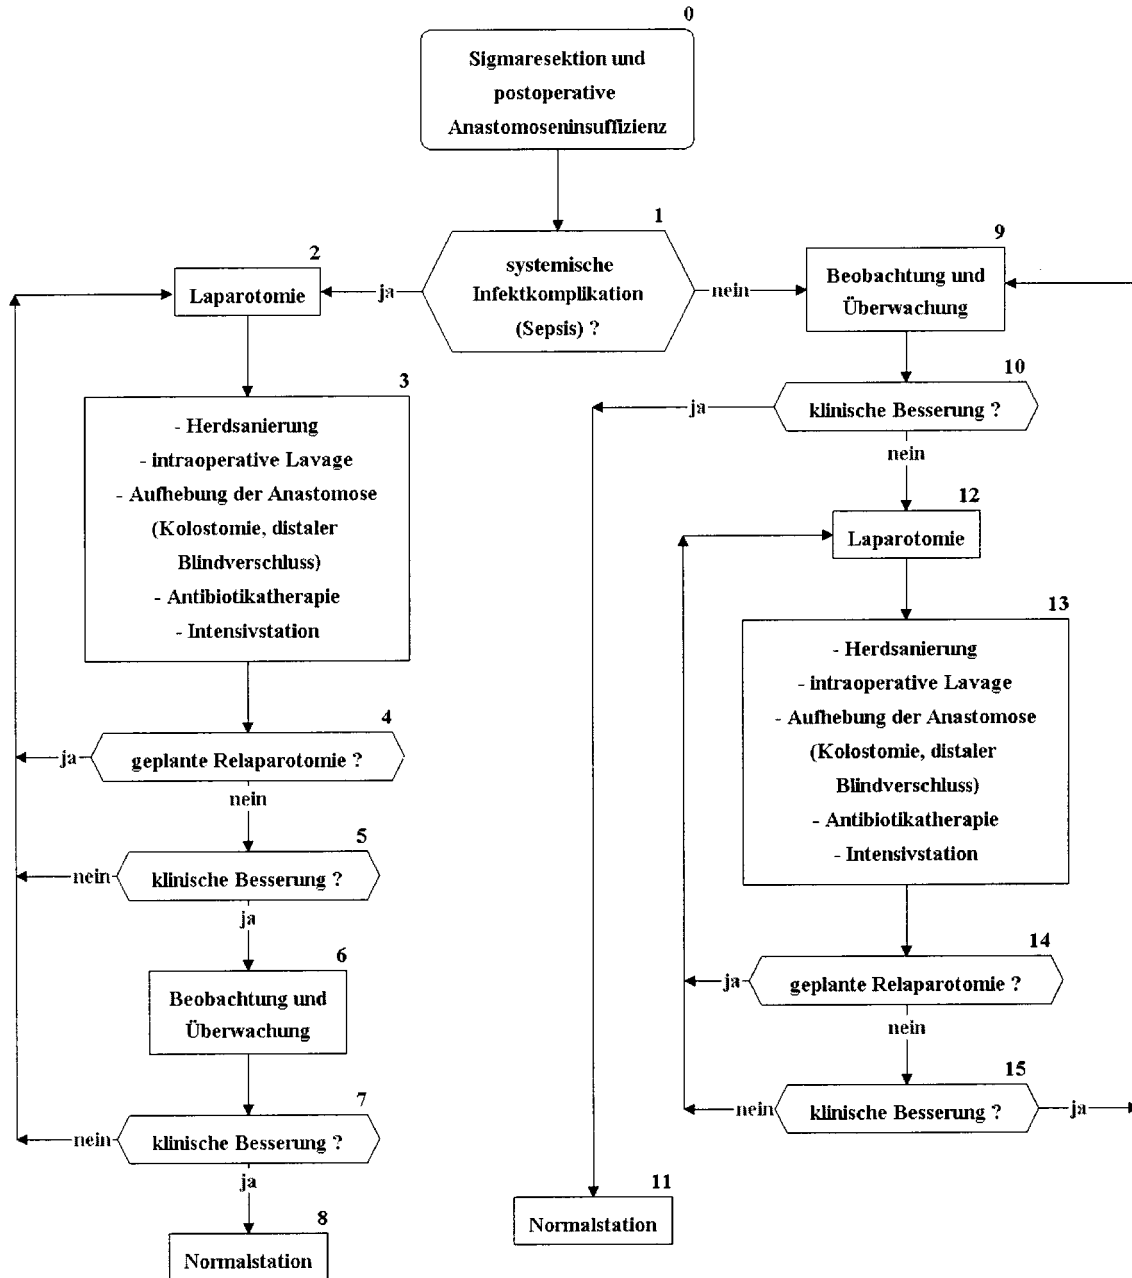 0
Sigmaresektion und
postoperative
Anastomoseninsuffizienz
1
systemische
Infektkomplikation
(Sepsis) ?
ja
nein
2
Laparotomie
3
- Herdsanierung
- intraoperative Lavage
- Aufhebung der Anastomose
(Kolostomie, distaler
Blindverschluss)
- Antibiotikatherapie
- Intensivstation
4
geplante Relaparotomie ?
ja
nein
5
klinische Besserung ?
nein
ja
6
Beobachtung und
Überwachung
7
klinische Besserung ?
nein
ja
8
Normalstation
9
Beobachtung und
Überwachung
10
klinische Besserung ?
ja
nein
11
Normalstation
12
Laparotomie
13
- Herdsanierung
- intraoperative Lavage
- Aufhebung der Anastomose
(Kolostomie, distaler
Blindverschluss)
- Antibiotikatherapie
- Intensivstation
14
geplante Relaparotomie ?
ja
nein
15
klinische Besserung ?
nein
ja